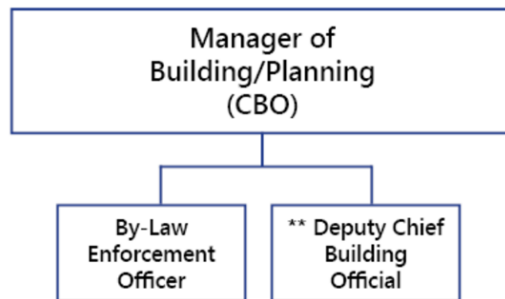 Manager of
Building/Planning
(CBO)
By-Law
Enforcement
Officer
** Deputy Chief
Building
Official